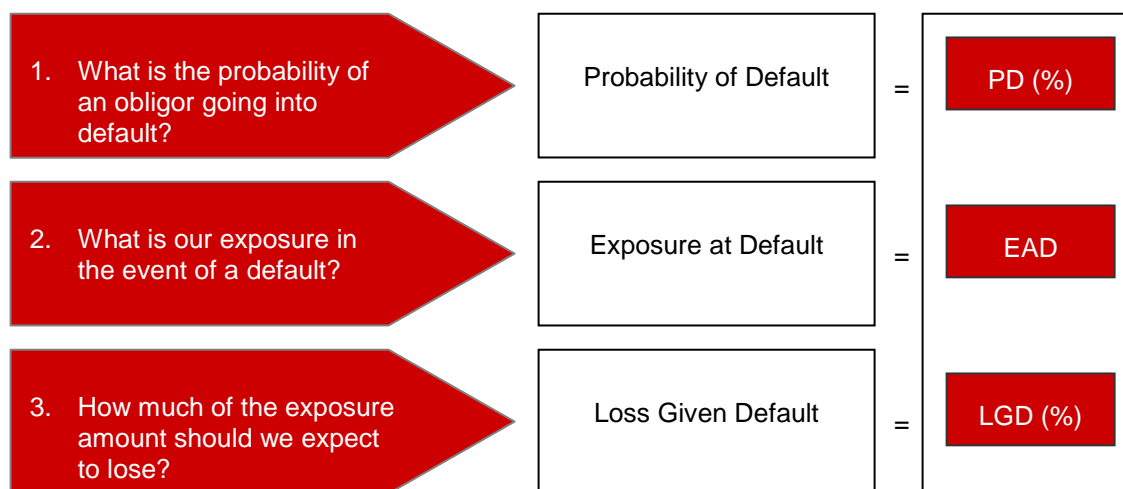 1. What is the probability of
an obligor going into
default?
Probability of Default
=
PD (%)
2. What is our exposure in
the event of a default?
Exposure at Default
=
EAD
3. How much of the exposure
amount should we expect
to lose?
Loss Given Default
=
LGD (%)